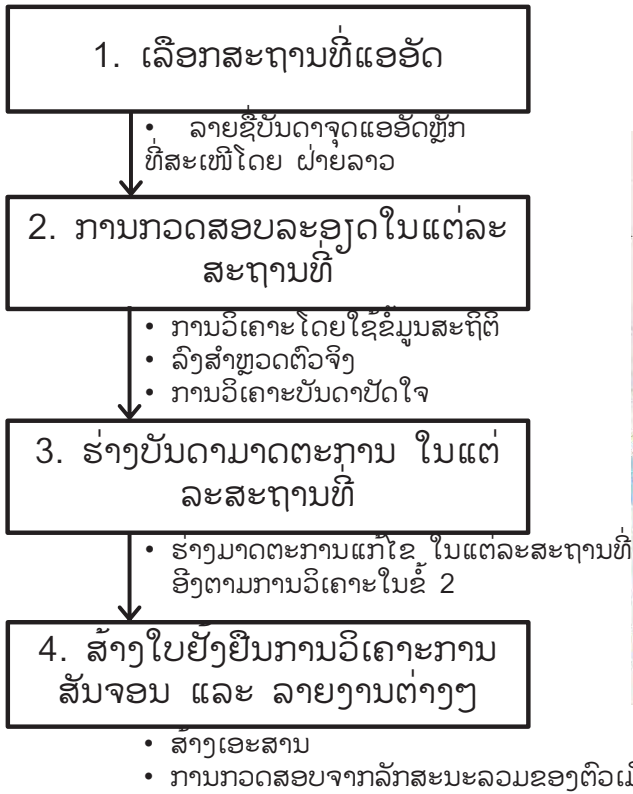 1. ເລືອກສະຖານທີ່ແອອັດ
• ລາຍຊື່ບັນດາຈຸດແອອັດຫຼັກ
ທີ່ສະເໜີໂດຍ ຝ່າຍລາວ
2. ການກວດສອບລະອຽດໃນແຕ່ລະ
ສະຖານທີ່
• ການວິເຄາະໂດຍໃຊ້ຂໍ້ມູນສະຖິຕິ
• ລົງສຳຫຼວດຕົວຈິງ
• ການວິເຄາະບັນດາປັດໃຈ
3. ຮ່າງບັນດາມາດຕະການ ໃນແຕ່
ລະສະຖານທີ່
• ຮ່າງມາດຕະການແກ້ໄຂ ໃນແຕ່ລະສະຖານທີ່
ອີງຕາມການວິເຄາະໃນຂໍ້ 2
4. ສ້າງໃບຢັ້ງຢືນການວິເຄາະການ
ສັນຈອນ ແລະ ລາຍງານຕ່າງໆ
• ສ້າງເອະສານ
• ການກວດສອບຈາກລັກສະນະລວມຂອງ